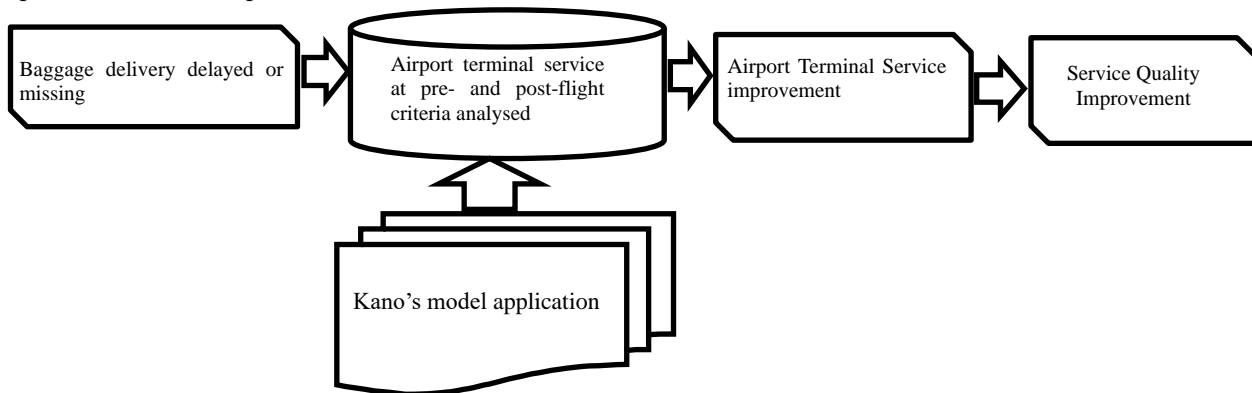 Baggage delivery delayed or
missing
Airport terminal service
at pre- and post-flight
criteria analysed
Airport Terminal Service
improvement
Service Quality
Improvement
Kano’s model application